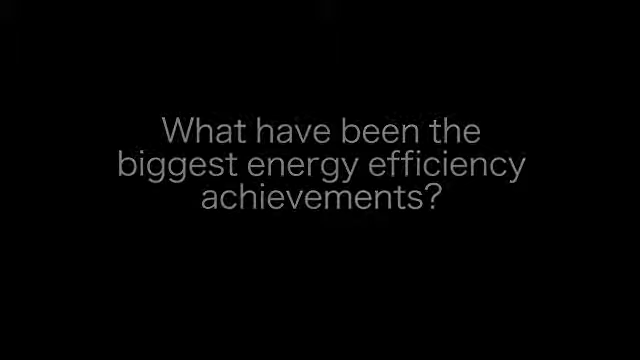 What have been the
biggest energy efficiency
achievements?